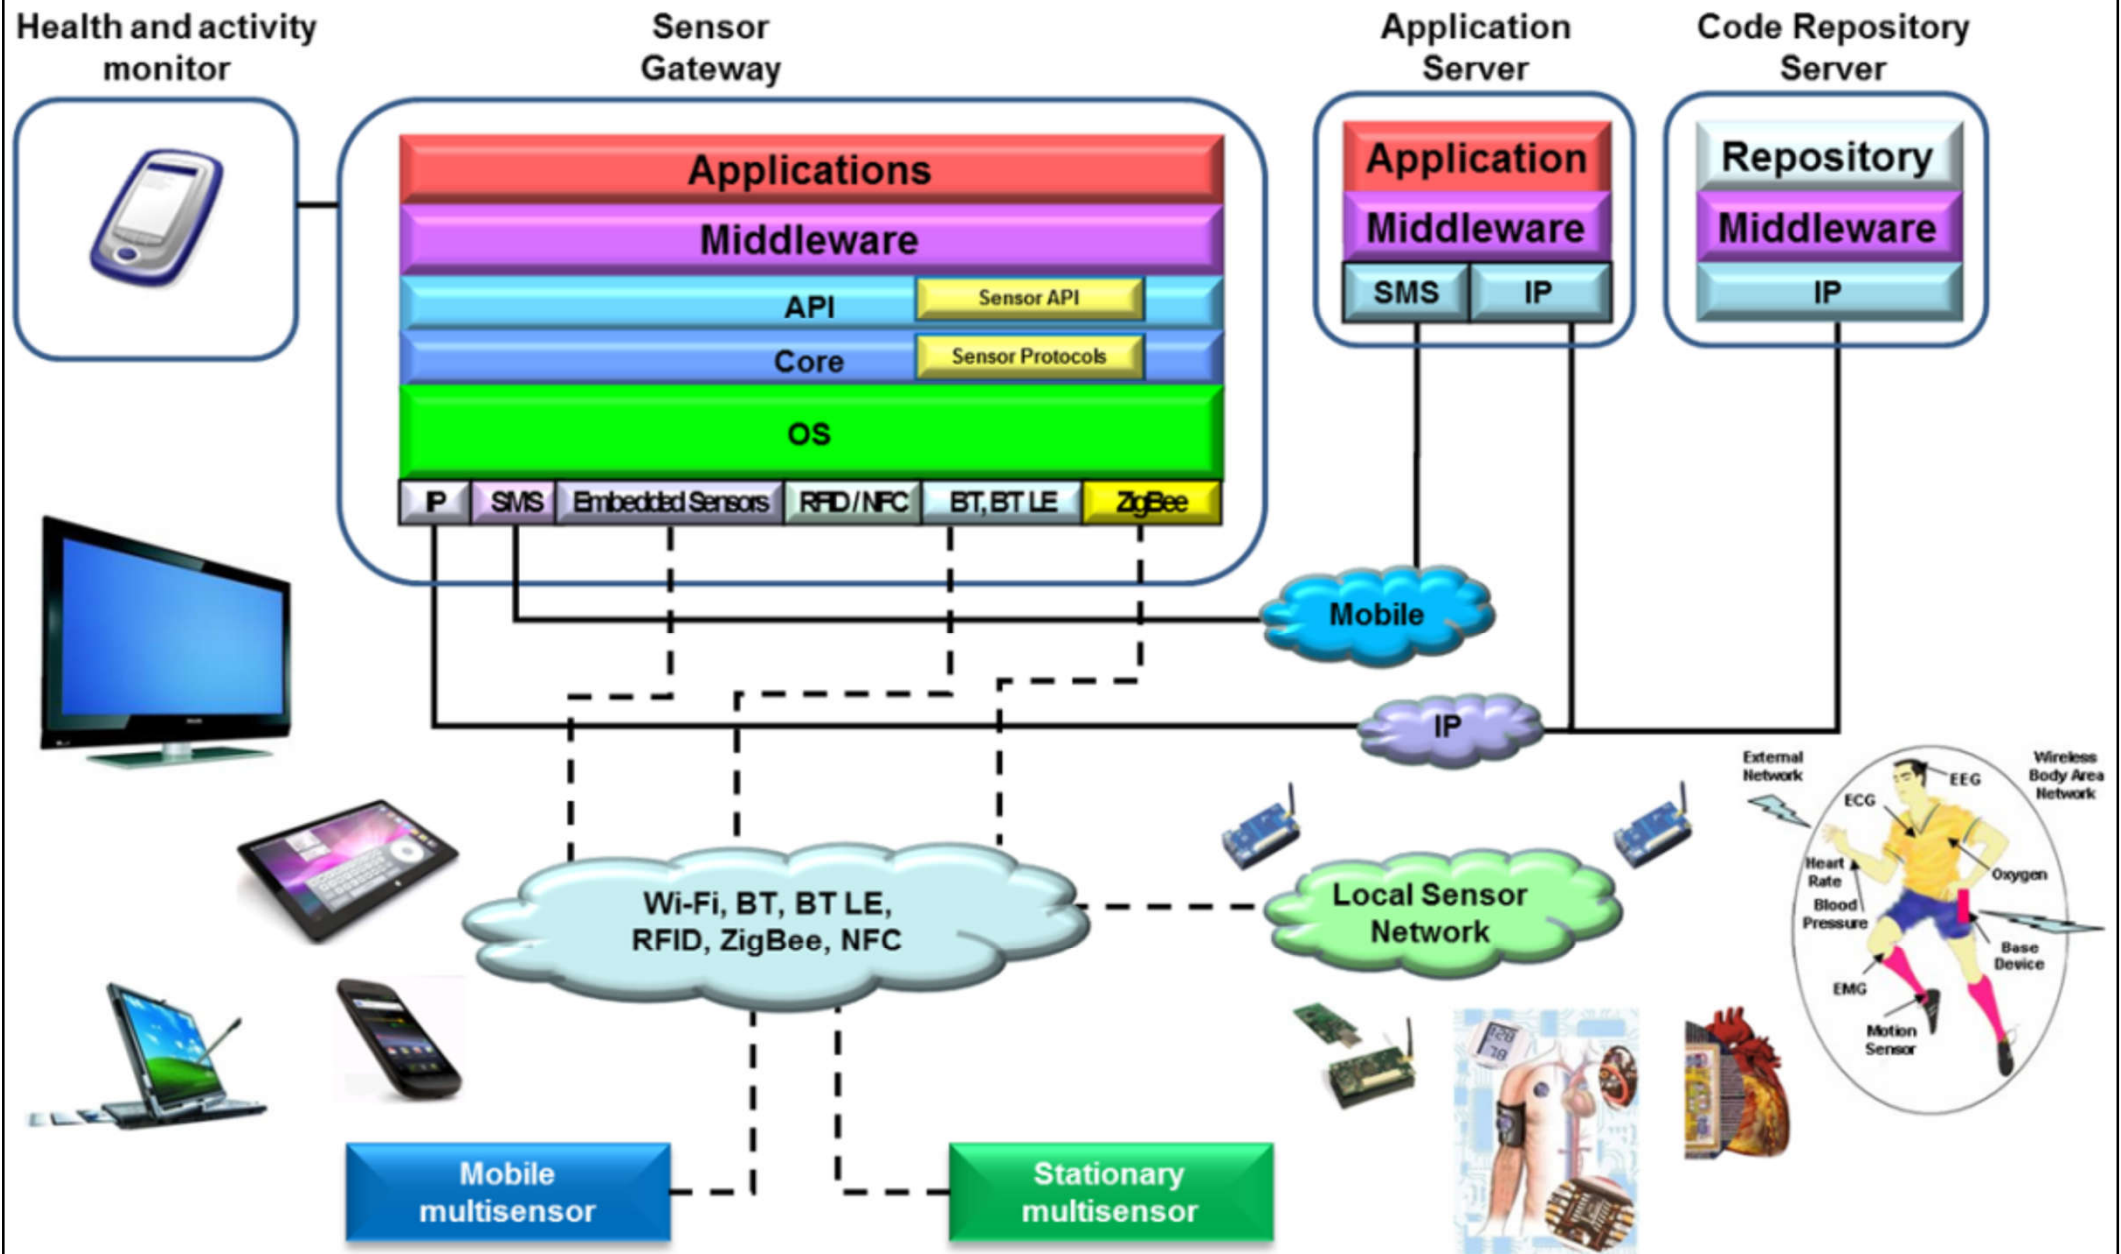 Health and activity
monitor
Sensor
Gateway
Application
Server
Code Repository
Server
Applications
Middleware
API
Sensor API
Core
Sensor Protocols
OS
IP
SMS
Embedded Sensors
RFID / NFC
BT, BT LE
ZigBee
Application
Middleware
SMS
IP
Repository
Middleware
IP
Mobile
IP
Wi-Fi, BT, BT LE,
RFID, ZigBee, NFC
Local Sensor
Network
Mobile
multisensor
Stationary
multisensor
External
Network
Wireless
Body Area
Network
EEG
ECG
Heart
Rate
Oxygen
Blood
Pressure
Base
Device
EMG
Motion
Sensor
128
78